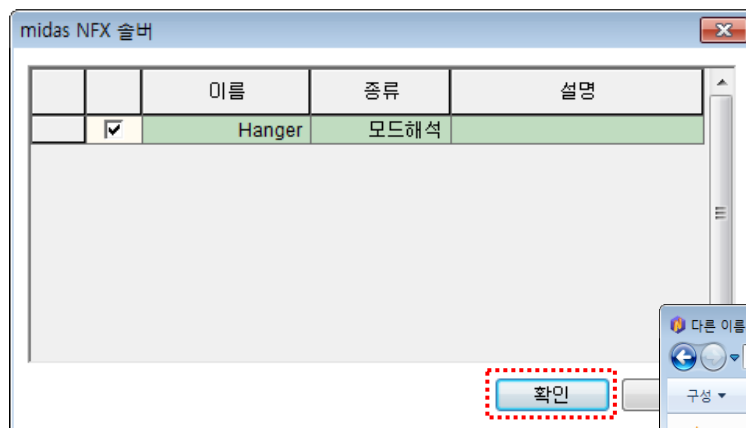 midas NFX 솔버
이름 종류 설명
Hanger 모드해석
다른 이름
확인
구성